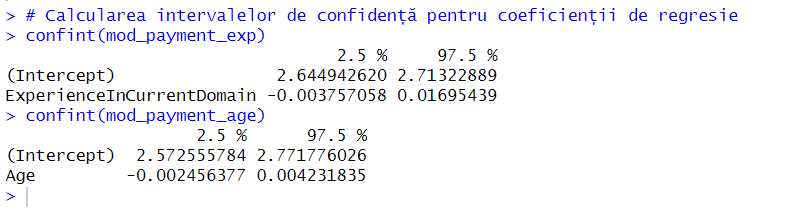 > # Calcularea intervalelor de confidență pentru coeficienții de regresie
> confint(mod_payment_exp)
2.5 % 97.5 %
(Intercept) 2.644942620 2.71322889
ExperienceInCurrentDomain -0.003757058 0.01695439
> confint(mod_payment_age)
2.5 % 97.5 %
(Intercept) 2.572555784 2.771776026
Age -0.002456377 0.004231835
>